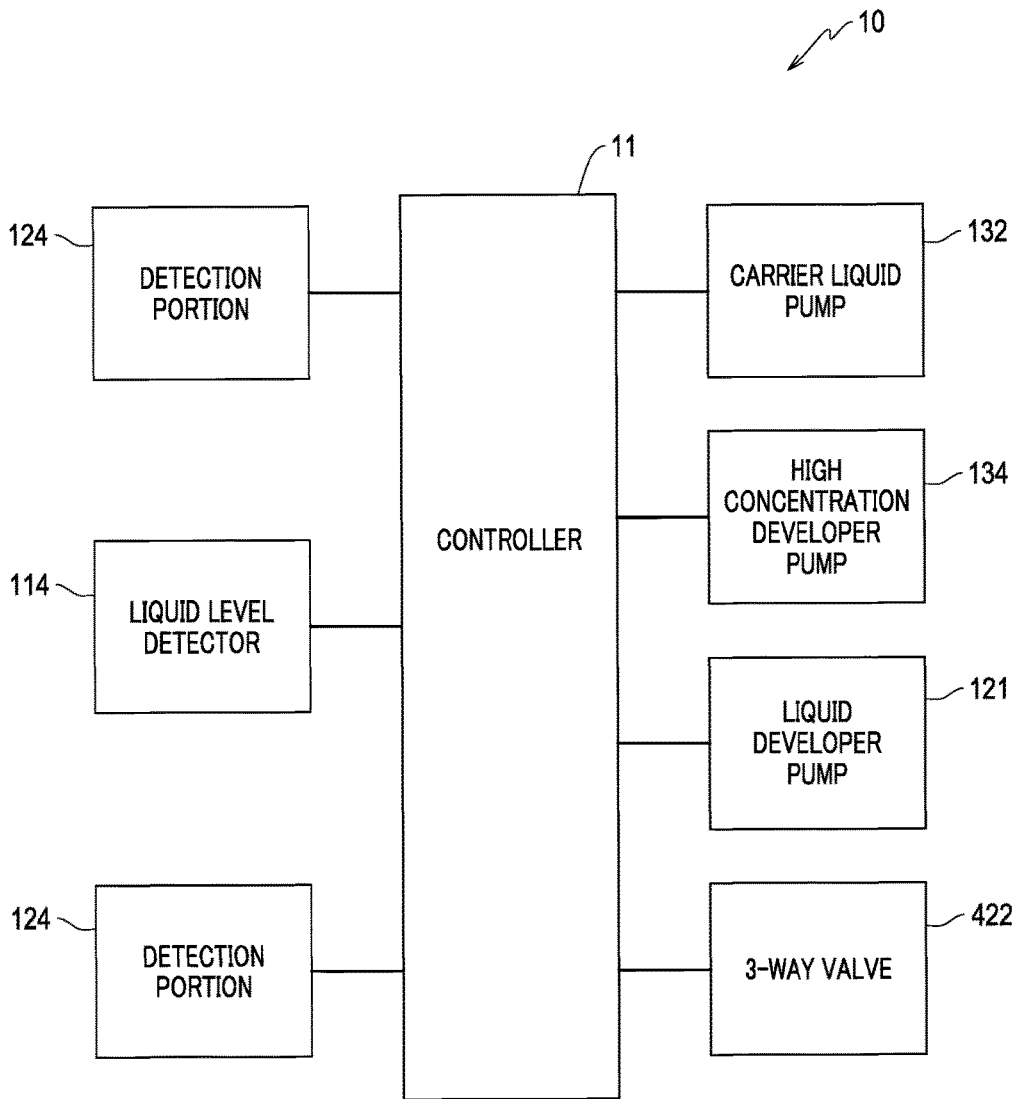 10
11
124
DETECTION
PORTION
132
CARRIER LIQUID
PUMP
134
HIGH
CONCENTRATION
DEVELOPER
PUMP
CONTROLLER
114
LIQUID LEVEL
DETECTOR
121
LIQUID
DEVELOPER
PUMP
124
DETECTION
PORTION
422
3-WAY VALVE